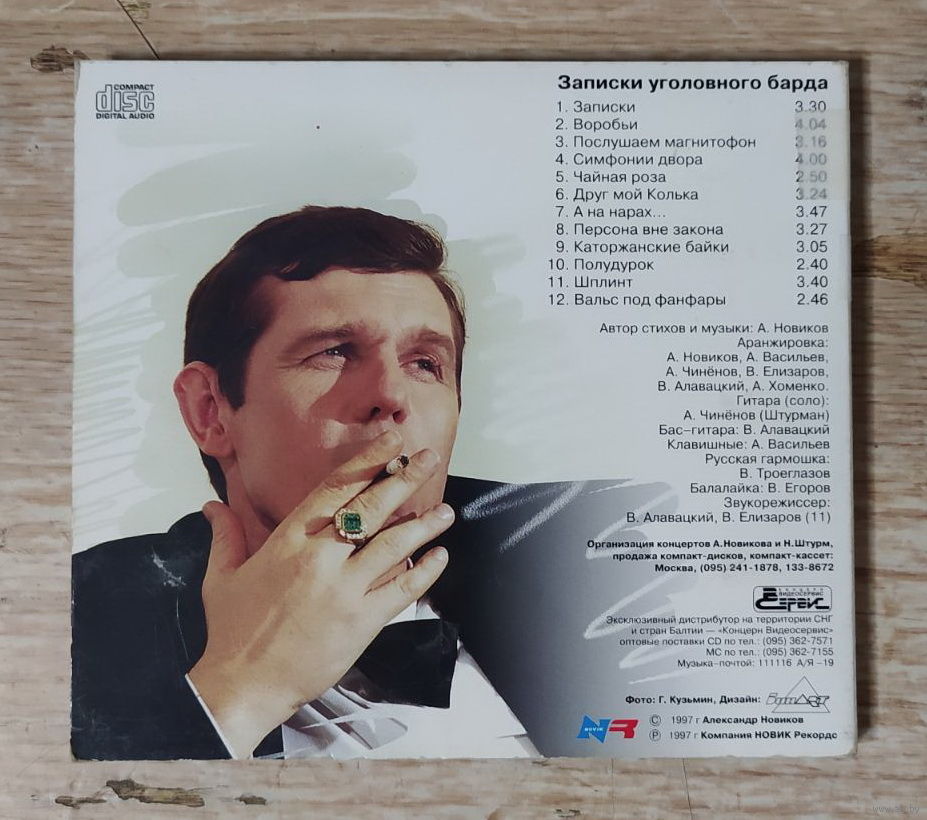 COMPACT
disc
DIGITAL AUDIO
Записки уголовного барда
1. Записки 3.30
2. Воробьи 4.04
3. Послушаем магнитофон 3.16
4. Симфонии двора 4.00
5. Чайная роза 2.50
6. Друг мой Колька 3.24
7. А на нарах... 3.47
8. Персона вне закона 3.27
9. Каторжанские байки 3.05
10. Полудурок 2.40
11. Шплинт 3.40
12. Вальс под фанфары 2.46
Автор стихов и музыки: А. Новиков
Аранжировка:
А. Новиков, А. Васильев,
А. Чинёнов, В. Елизаров,
В. Алавацкий, А. Хоменко.
Гитара (соло):
А. Чинёнов (Штурман)
Бас-гитара: В. Алавацкий
Клавишные: А. Васильев
Русская гармошка:
В. Троеглазов
Балалайка: В. Егоров
Звукорежиссер:
В. Алавацкий, В. Елизаров (11)
Организация концертов А.Новикова и Н.Штурм,
продажа компакт-дисков, компакт-кассет:
Москва, (095) 241-1878, 133-8672
ВИДЕОСЕРВИС
СЕРВИС
Эксклюзивный дистрибутор на территории СНГ
и стран Балтии — «Концерн Видеосервис»
оптовые поставки CD по тел.: (095) 362-7571
МС по тел.: (095) 362-7155
Музыка-почтой: 111116 А/Я -19
Фото: Г. Кузьмин, Дизайн:
NOVIK
NR
© 1997 г Александр Новиков
℗ 1997 г Компания НОВИК Рекордс